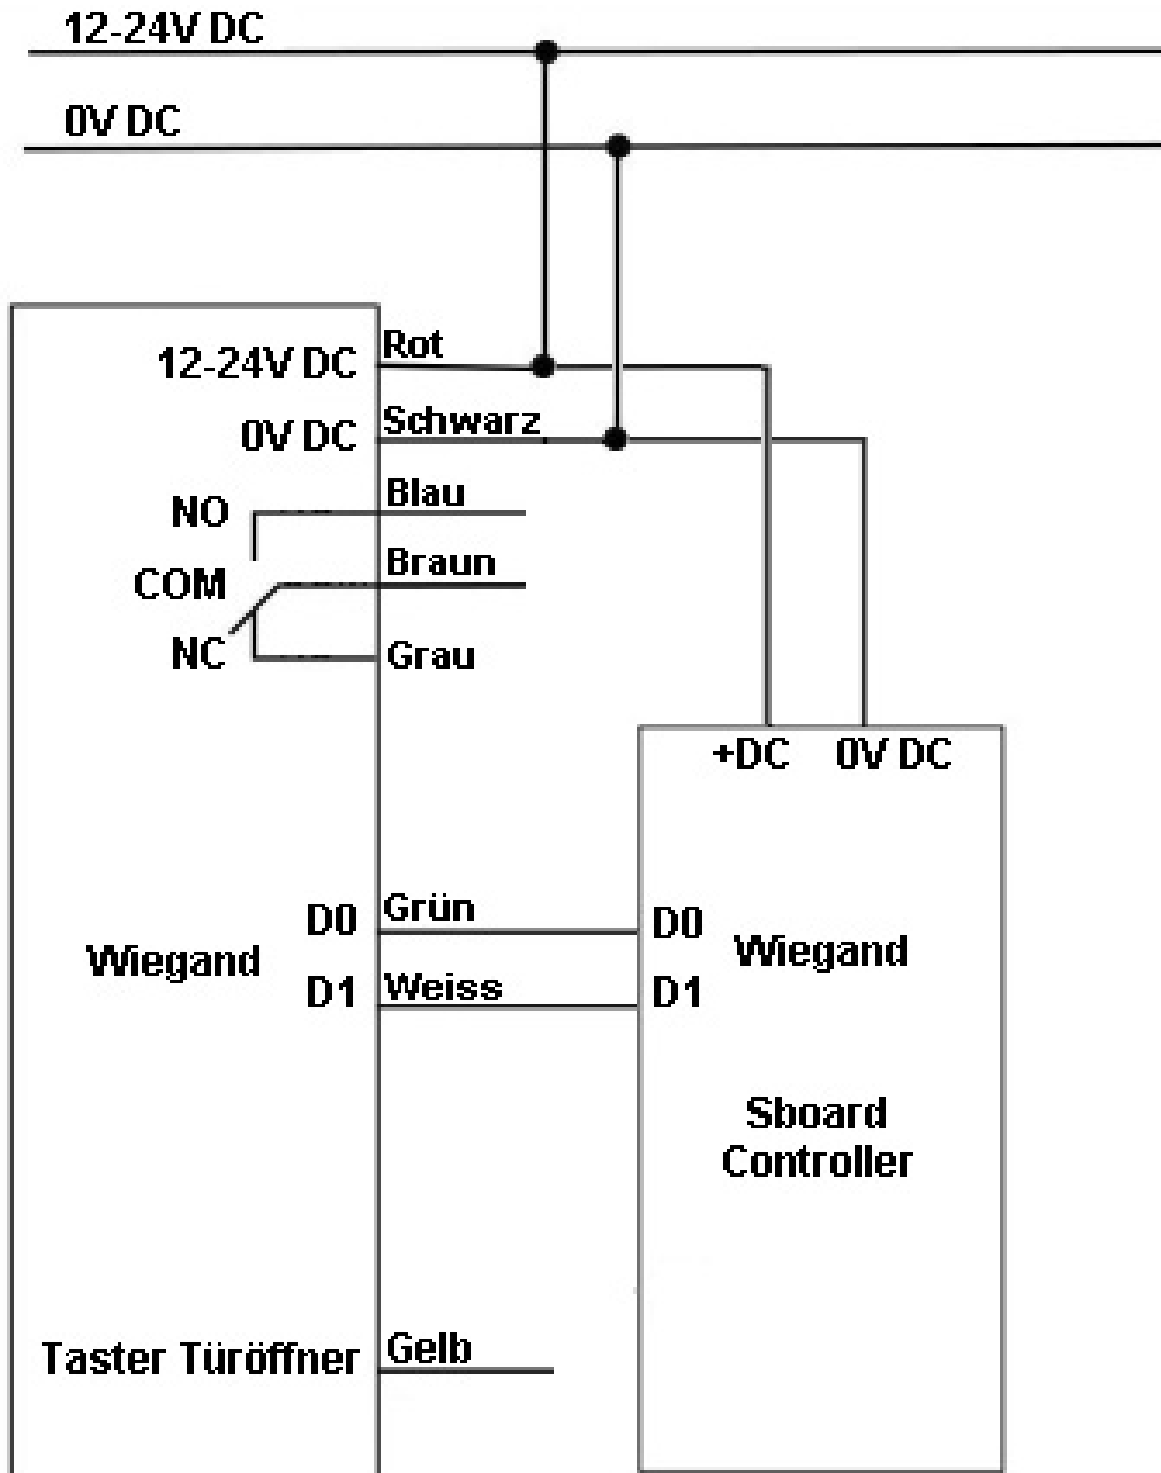 12-24V DC
0V DC
12-24V DC
Rot
0V DC
Schwarz
NO
Blau
COM
Braun
NC
Grau
+DC
0V DC
D0
Grün
D0
Wiegand
Wiegand
D1
Weiss
D1
Sboard
Controller
Taster Türöffner
Gelb